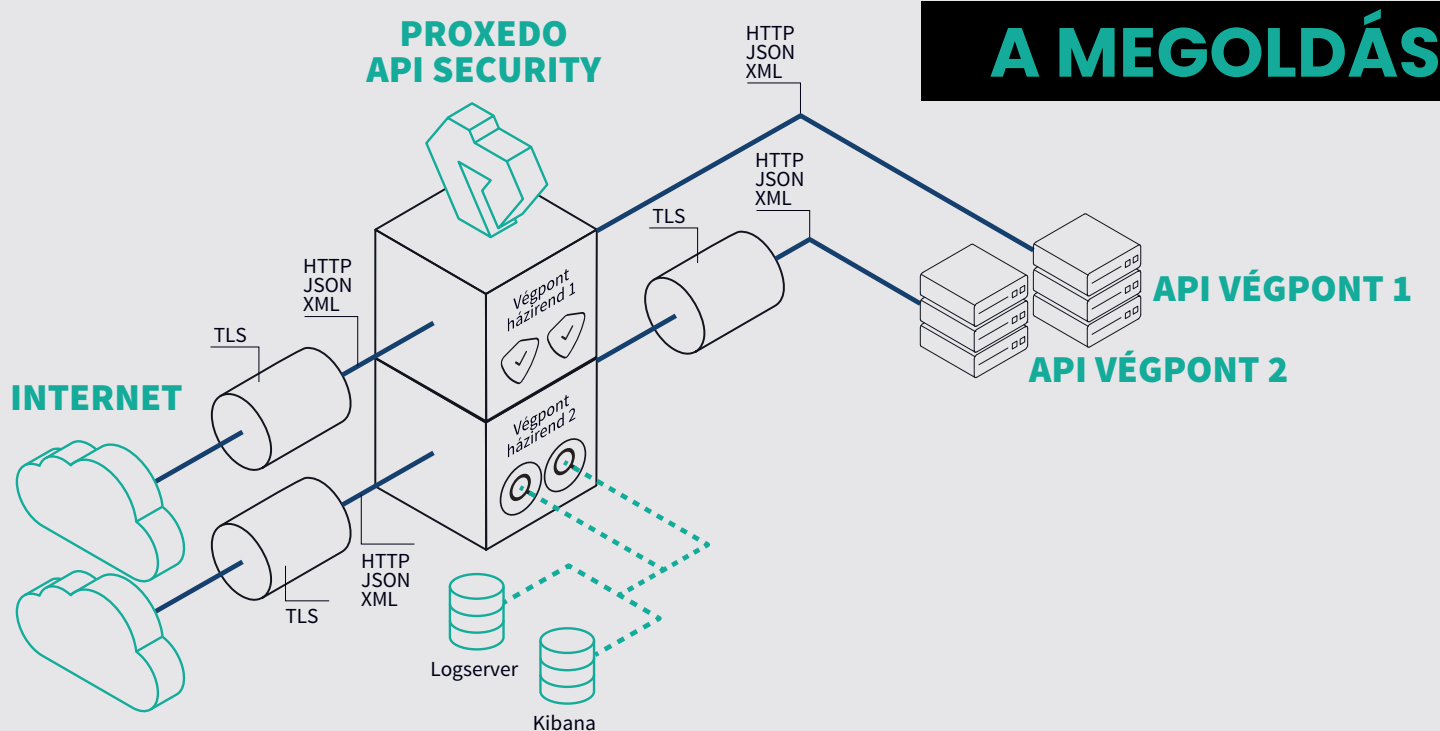 PROXEDO
API SECURITY
A MEGOLDÁS
HTTP
JSON
XML
HTTP
JSON
XML
TLS
HTTP
JSON
XML
TLS
Végpont
házirend 1
API VÉGPONT 1
API VÉGPONT 2
INTERNET
Végpont
házirend 2
HTTP
JSON
XML
TLS
Logserver
Kibana